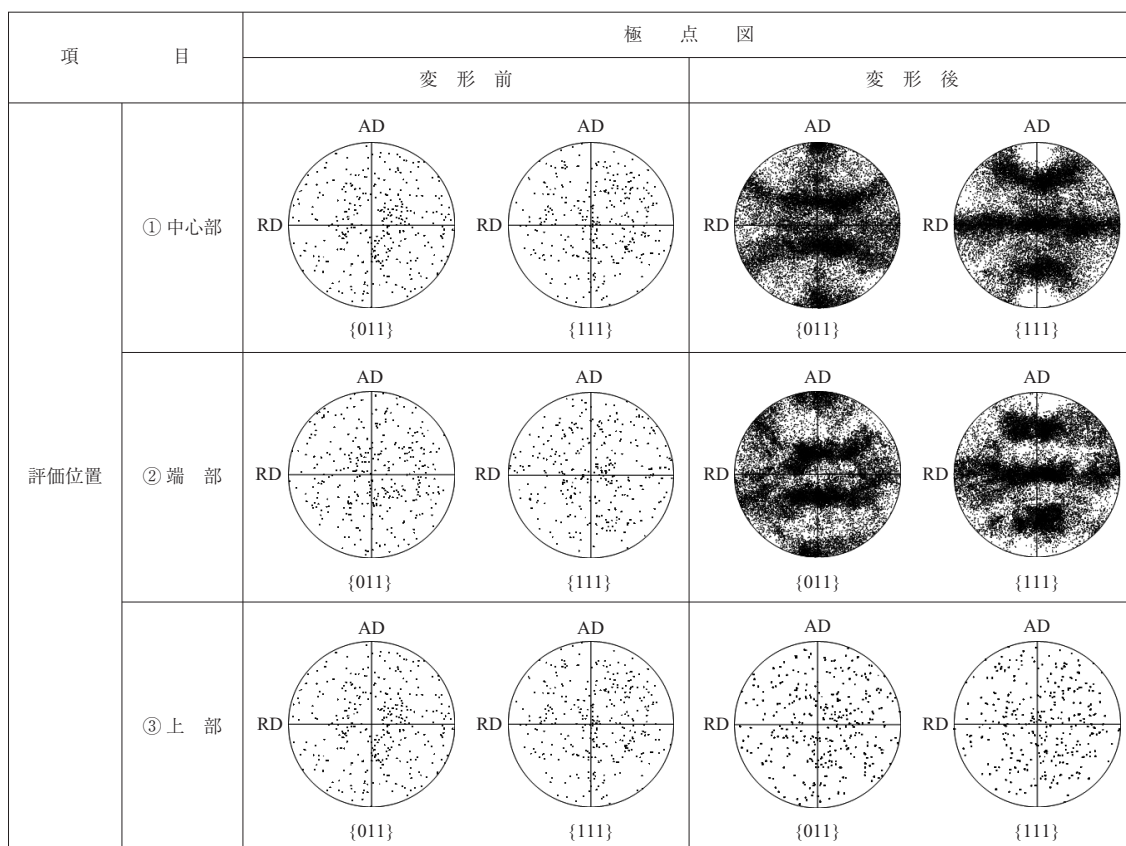 項 目
極 点 図
変 形 前
変 形 後
評価位置
① 中心部
AD
RD
{011}
AD
{111}
AD
RD
{011}
AD
RD
{111}
② 端 部
AD
RD
{011}
AD
{111}
AD
RD
{011}
AD
RD
{111}
③ 上 部
AD
RD
{011}
AD
{111}
AD
RD
{011}
AD
RD
{111}